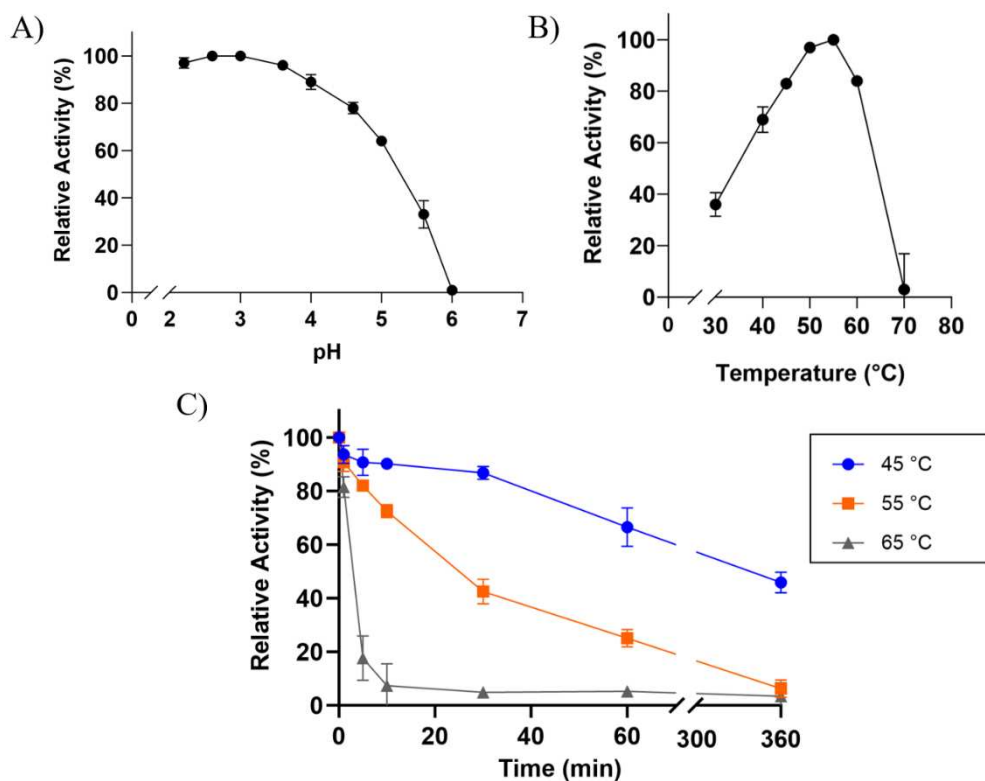 A)
Relative Activity (%)
100
80
60
40
20
0
0 2 3 4 5 6 7
pH
B)
Relative Activity (%)
100
80
60
40
20
0
0 30 40 50 60 70 80
Temperature (°C)
C)
Relative Activity (%)
100
80
60
40
20
0
0 20 40 60 300 360
Time (min)
45 °C
55 °C
65 °C